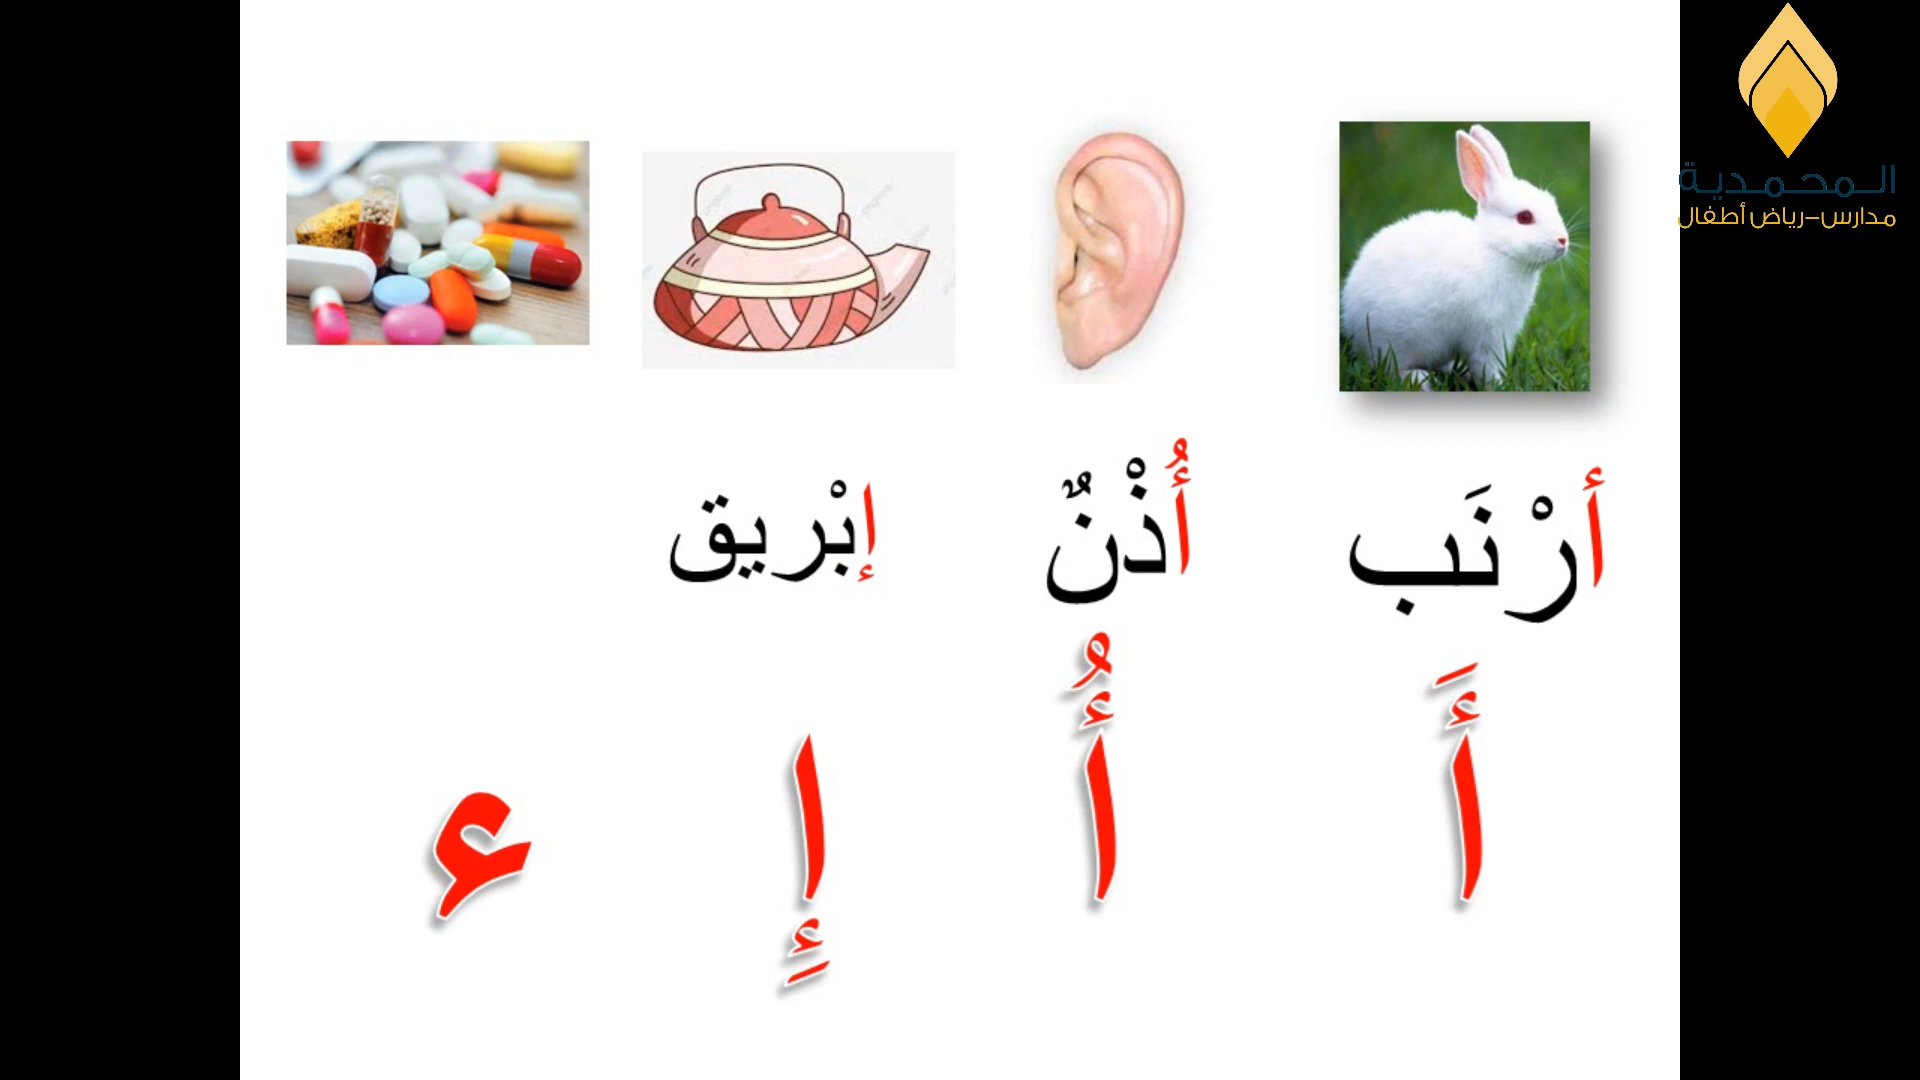 المحمدية
مدارس-رياض أطفال
أرْنَب أُذْنٌ إبْريق
أَ أُ إِ ء